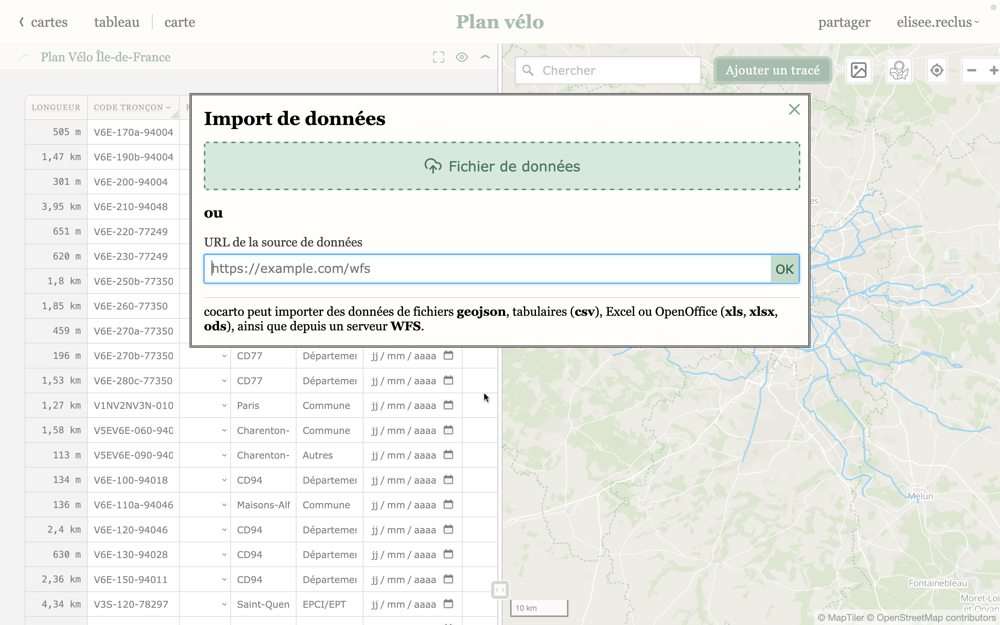 cartes tableau carte Plan vélo partager elisee.reclus
Plan Vélo Île-de-France
Chercher Ajouter un tracé
LONGUEUR CODE TRONÇON
Import de données
Fichier de données
ou
URL de la source de données
https://example.com/wfs OK
cocarto peut importer des données de fichiers geojson, tabulaires (csv), Excel ou OpenOffice (xls, xlsx,
ods), ainsi que depuis un serveur WFS.
505 m V6E-170a-94004
1,47 km V6E-190b-94004
301 m V6E-200-94004
3,95 km V6E-210-94048
651 m V6E-220-77249
620 m V6E-230-77249
1,8 km V6E-250b-77350
1,85 km V6E-260-77350
459 m V6E-270a-77350
196 m V6E-270b-77350 CD77 Départemer jj / mm / aaaa
1,53 km V6E-280c-77350 CD77 Départemer jj / mm / aaaa
1,27 km V1NV2NV3N-010 Paris Commune jj / mm / aaaa
1,58 km V5EV6E-060-940 Charenton- Commune jj / mm / aaaa
113 m V5EV6E-090-940 Charenton- Autres jj / mm / aaaa
134 m V6E-100-94018 CD94 Départemer jj / mm / aaaa
136 m V6E-110a-94046 Maisons-Alf Commune jj / mm / aaaa
2,4 km V6E-120-94046 CD94 Départemer jj / mm / aaaa
630 m V6E-130-94028 CD94 Départemer jj / mm / aaaa
2,36 km V6E-150-94011 CD94 Départemer jj / mm / aaaa
4,34 km V3S-120-78297 Saint-Quen EPCI/EPT jj / mm / aaaa
Melun
Fontainebleau
Moret-Loi
et-Orvan
10 km
© MapTiler © OpenStreetMap contributors